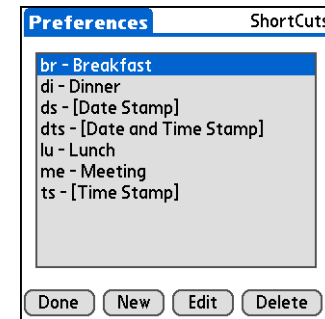 Preferences ShortCuts
br - Breakfast
di - Dinner
ds - [Date Stamp]
dts - [Date and Time Stamp]
lu - Lunch
me - Meeting
ts - [Time Stamp]
Done New Edit Delete